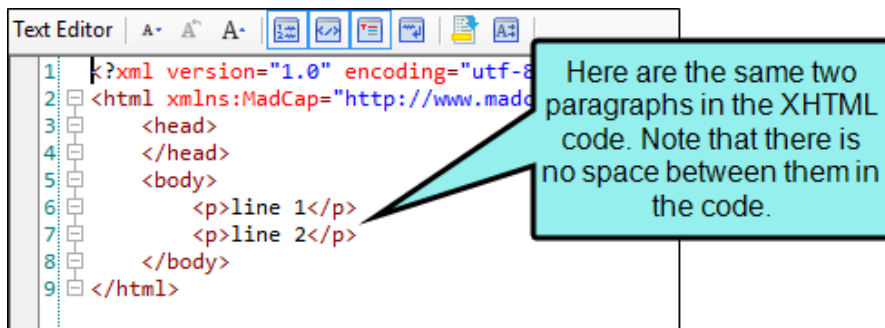 Text Editor
1 <?xml version="1.0" encoding="utf-8
2 <html xmlns:MadCap="http://www.madc
3 <head>
4 </head>
5 <body>
6 <p>line 1</p>
7 <p>line 2</p>
8 </body>
9 </html>
Here are the same two
paragraphs in the XHTML
code. Note that there is
no space between them in
the code.